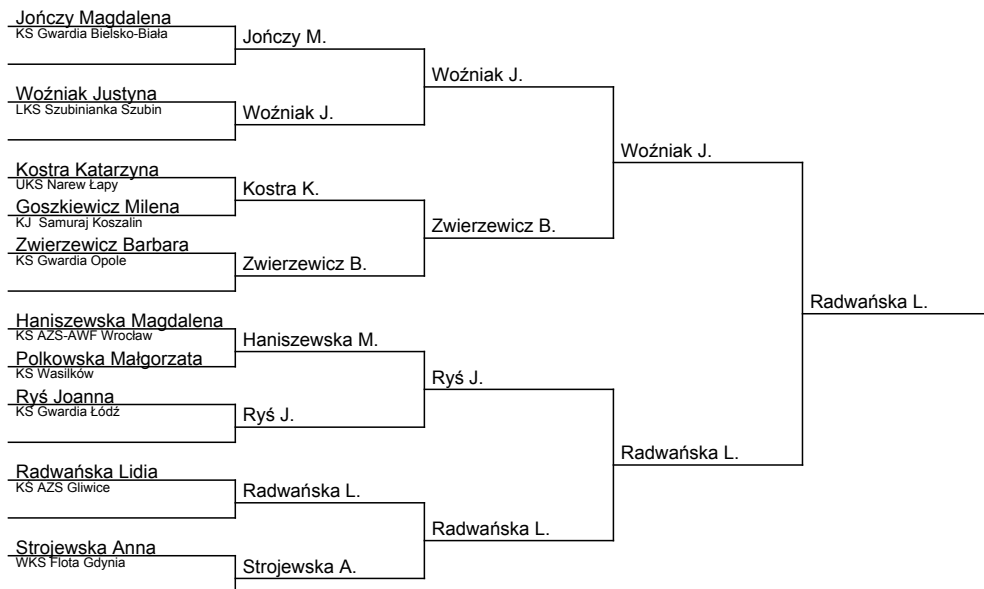 Jończy Magdalena
KS Gwardia Bielsko-Biała
Woźniak Justyna
LKS Szubinianka Szubin
Kostra Katarzyna
UKS Narew Łapy
Goszkiewicz Milena
KJ Samuraj Koszalin
Zwierzewicz Barbara
KS Gwardia Opole
Haniszewska Magdalena
KS AZS-AWF Wrocław
Polkowska Małgorzata
KS Wasilków
Ryś Joanna
KS Gwardia Łódź
Radwańska Lidia
KS AZS Gliwice
Strojewska Anna
WKS Flota Gdynia
Jończy M.
Woźniak J.
Kostra K.
Zwierzewicz B.
Haniszewska M.
Ryś J.
Radwańska L.
Strojewska A.
Woźniak J.
Zwierzewicz B.
Ryś J.
Radwańska L.
Woźniak J.
Radwańska L.
Radwańska L.